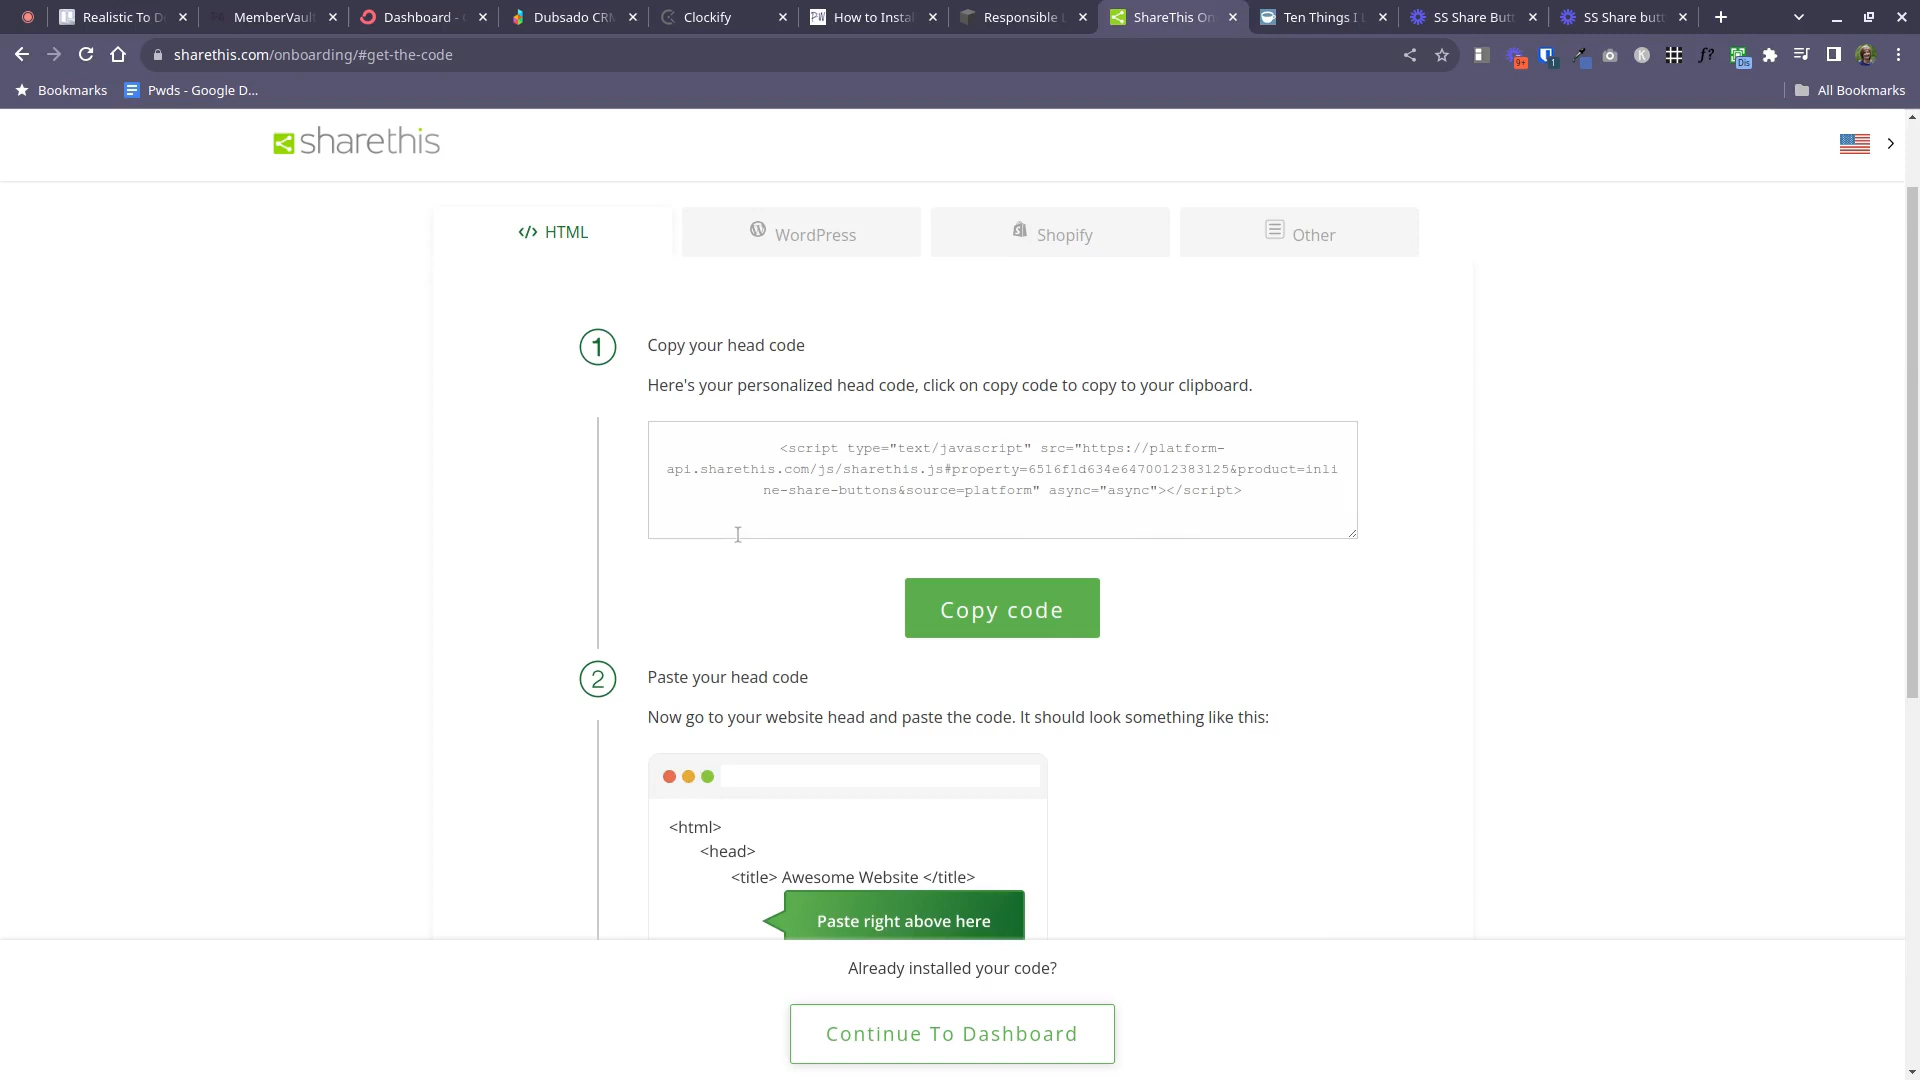 Realistic To D
MemberVault
Dashboard -
Dubsado CRM
Clockify
How to Instal
Responsible
ShareThis On
Ten Things I
SS Share Butt
SS Share butt
sharethis.com/onboarding/#get-the-code
9+
1
K
f?
Dis
Bookmarks
Pwds - Google D...
All Bookmarks
sharethis
</> HTML
WordPress
Shopify
Other
1
Copy your head code
Here's your personalized head code, click on copy code to copy to your clipboard.
<script type="text/javascript" src="https://platform-
api.sharethis.com/js/sharethis.js#property=6516f1d634e6470012383125&product=inli
ne-share-buttons&source=platform" async="async"></script>
Copy code
2
Paste your head code
Now go to your website head and paste the code. It should look something like this:
<html>
<head>
<title> Awesome Website </title>
Paste right above here
Already installed your code?
Continue To Dashboard